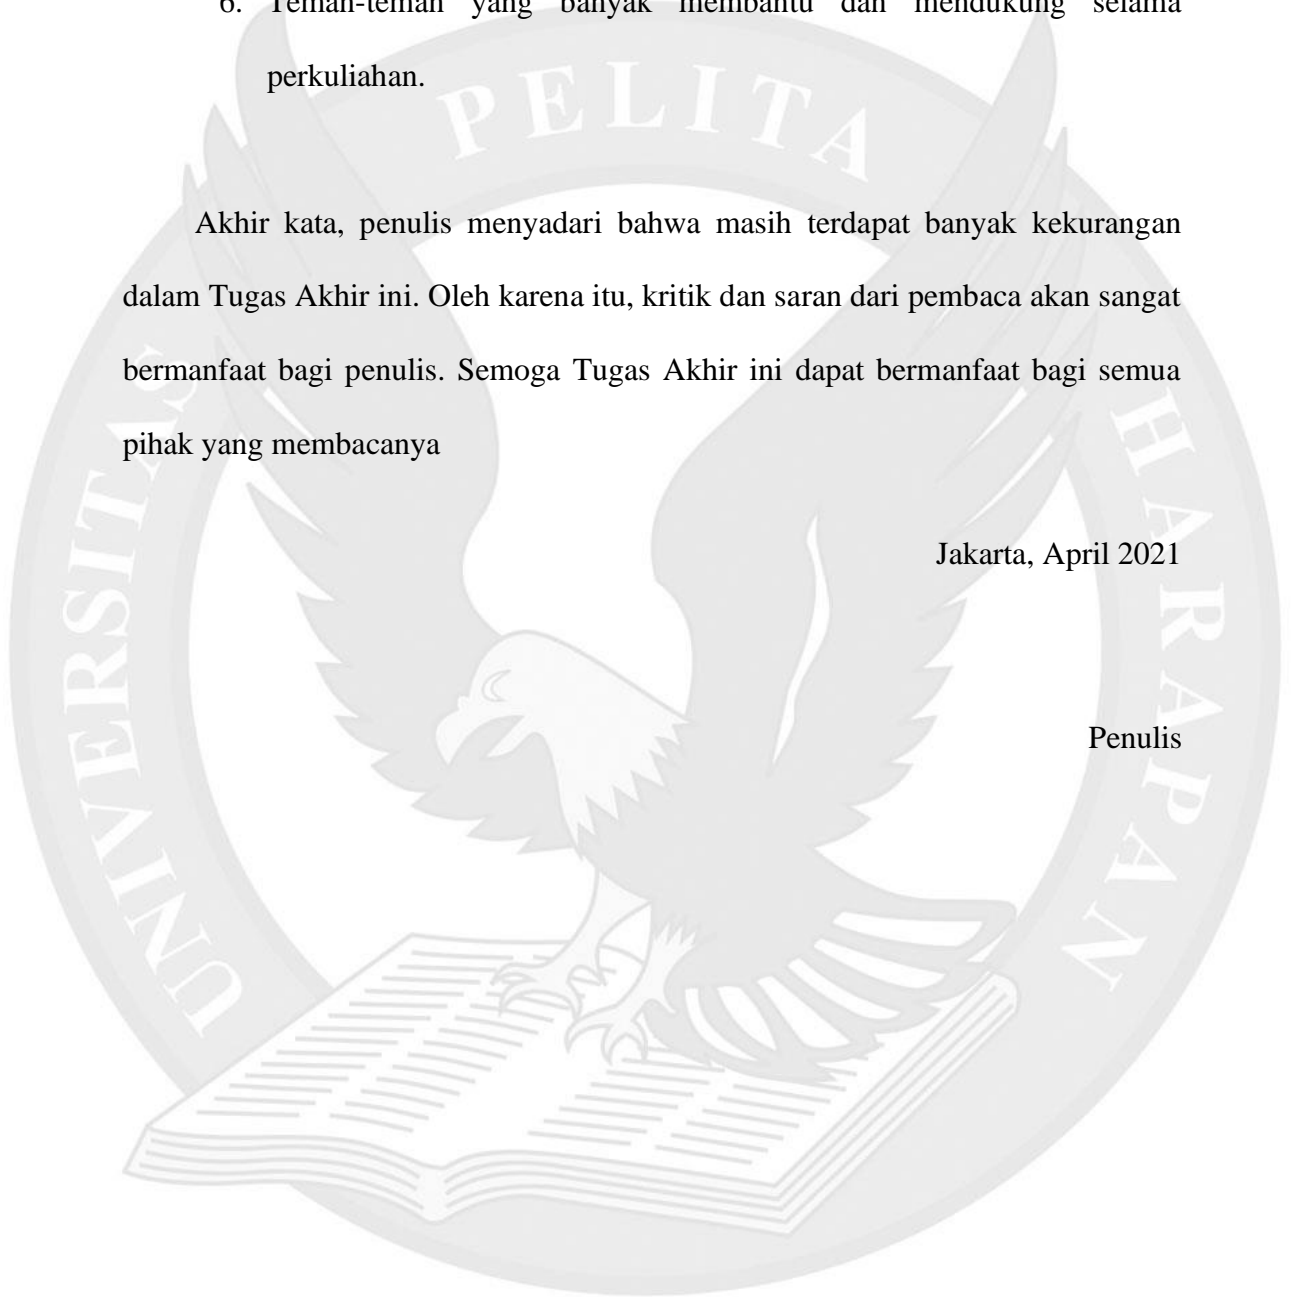 6. Teman-teman yang banyak membantu dan mendukung selama
perkuliahan.
PELITA
Akhir kata, penulis menyadari bahwa masih terdapat banyak kekurangan
dalam Tugas Akhir ini. Oleh karena itu, kritik dan saran dari pembaca akan sangat
bermanfaat bagi penulis. Semoga Tugas Akhir ini dapat bermanfaat bagi semua
pihak yang membacanya
UNIVERSITAS
HARAPAN
Jakarta, April 2021
Penulis